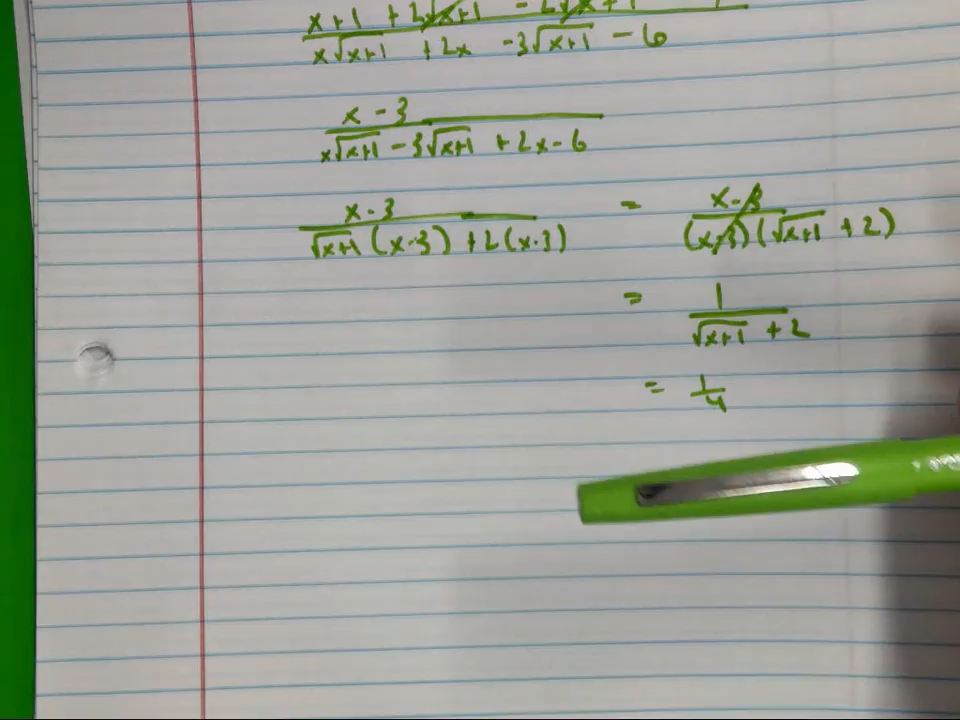 x+1 +2√x+1 -2√x+1 -4
x√x+1 +2x -3√x+1 -6
x-3
x√x+1 -3√x+1 +2x-6
x-3 = x-3
√x+1 (x-3) +2(x-3) (x-3)(√x+1 +2)
= 1
√x+1 +2
= 1/4